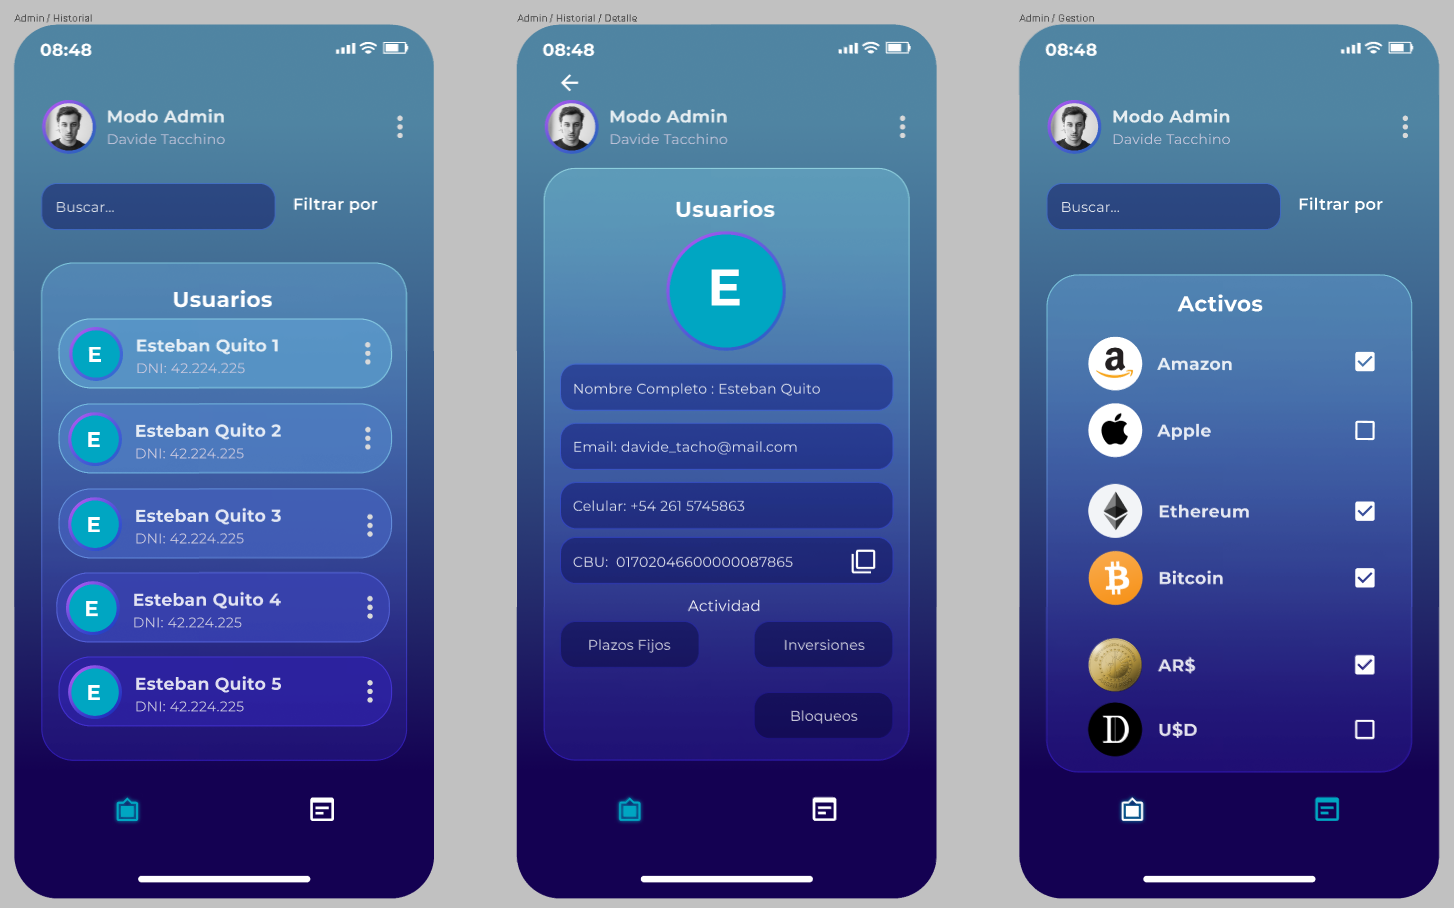 Admin / Historial
08:48
Modo Admin
Davide Tacchino
Buscar...
Filtrar por
Usuarios
E
Esteban Quito 1
DNI: 42.224.225
E
Esteban Quito 2
DNI: 42.224.225
E
Esteban Quito 3
DNI: 42.224.225
E
Esteban Quito 4
DNI: 42.224.225
E
Esteban Quito 5
DNI: 42.224.225
Admin / Historial / Detalle
08:48
Modo Admin
Davide Tacchino
Usuarios
E
Nombre Completo : Esteban Quito
Email: davide_tacho@mail.com
Celular: +54 261 5745863
CBU: 01702046600000087865
Actividad
Plazos Fijos
Inversiones
Bloqueos
Admin / Gestion
08:48
Modo Admin
Davide Tacchino
Buscar...
Filtrar por
Activos
a
Amazon
Apple
Ethereum
Bitcoin
AR$
D
U$D